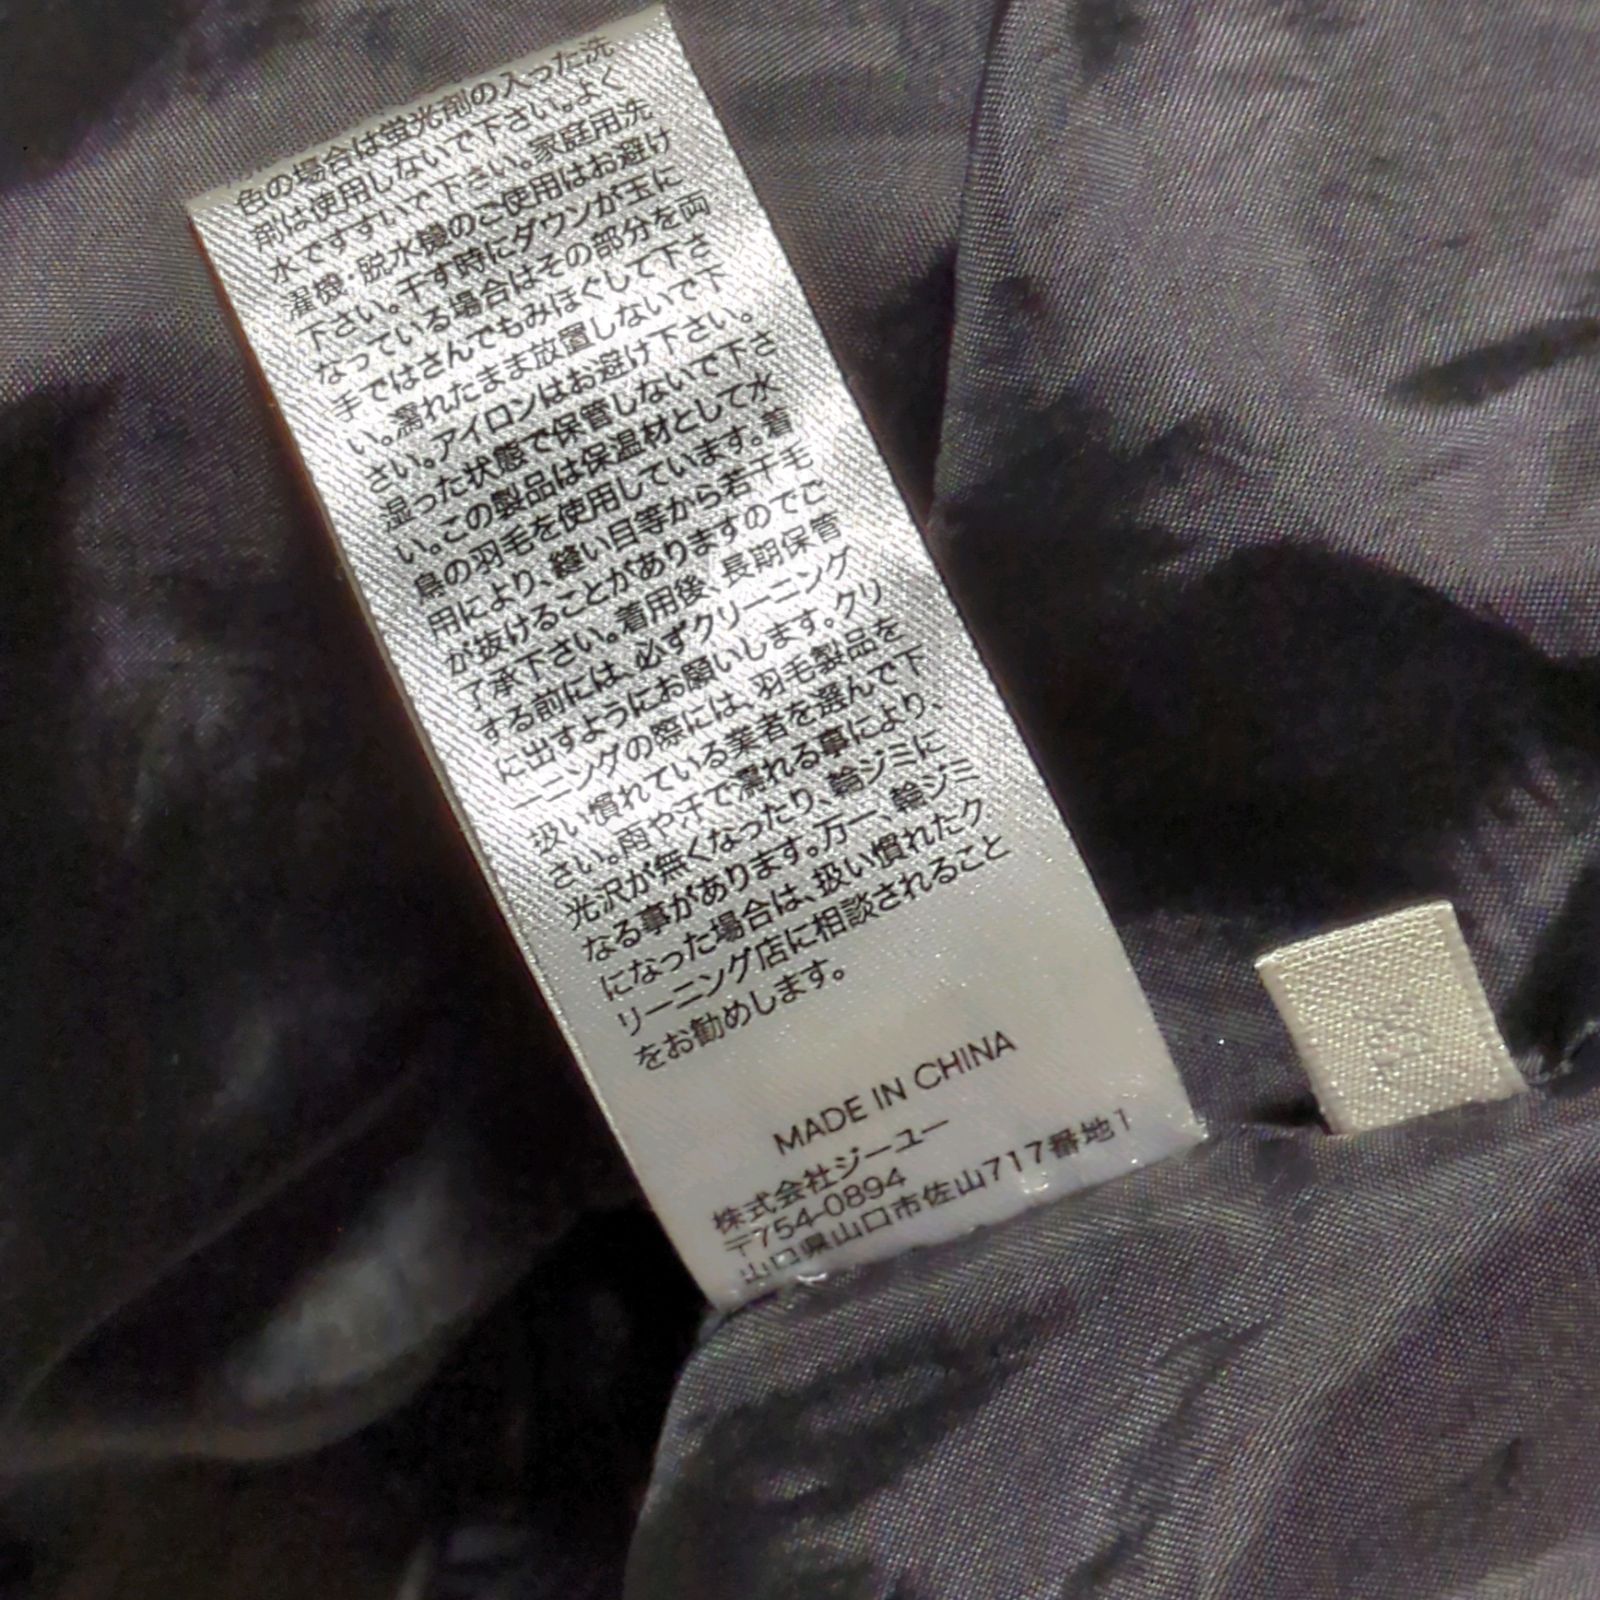 色の場合は蛍光剤の入った洗
剤は使用しないで下さい。よく
水ですすいで下さい。家庭用洗
濯機・脱水機のご使用はお避け
下さい。干す時にダウンが玉に
なっている場合はその部分を両
手ではさんでもみほぐして下さ
い。濡れたまま放置しないで下
さい。アイロンはお避け下さい。
湿った状態で保管しないで下さ
い。この製品は保温材として水
鳥の羽毛を使用しています。着
用により、縫い目等から若干毛
が抜けることがありますのでご
了承下さい。着用後、長期保管
する前には、必ずクリーニング
に出すようにお願いします。クリ
ーニングの際には、羽毛製品を
扱い慣れている業者を選んで下
さい。雨や汗で濡れる事により
光沢が無くなったり、輪ジミに
なる事があります。万一、輪ジミ
になった場合は、扱い慣れたク
リーニング店に相談されること
をお勧めします。
MADE IN CHINA
株式会社ジーユー
〒754-0894
山口県山口市佐山717番地1